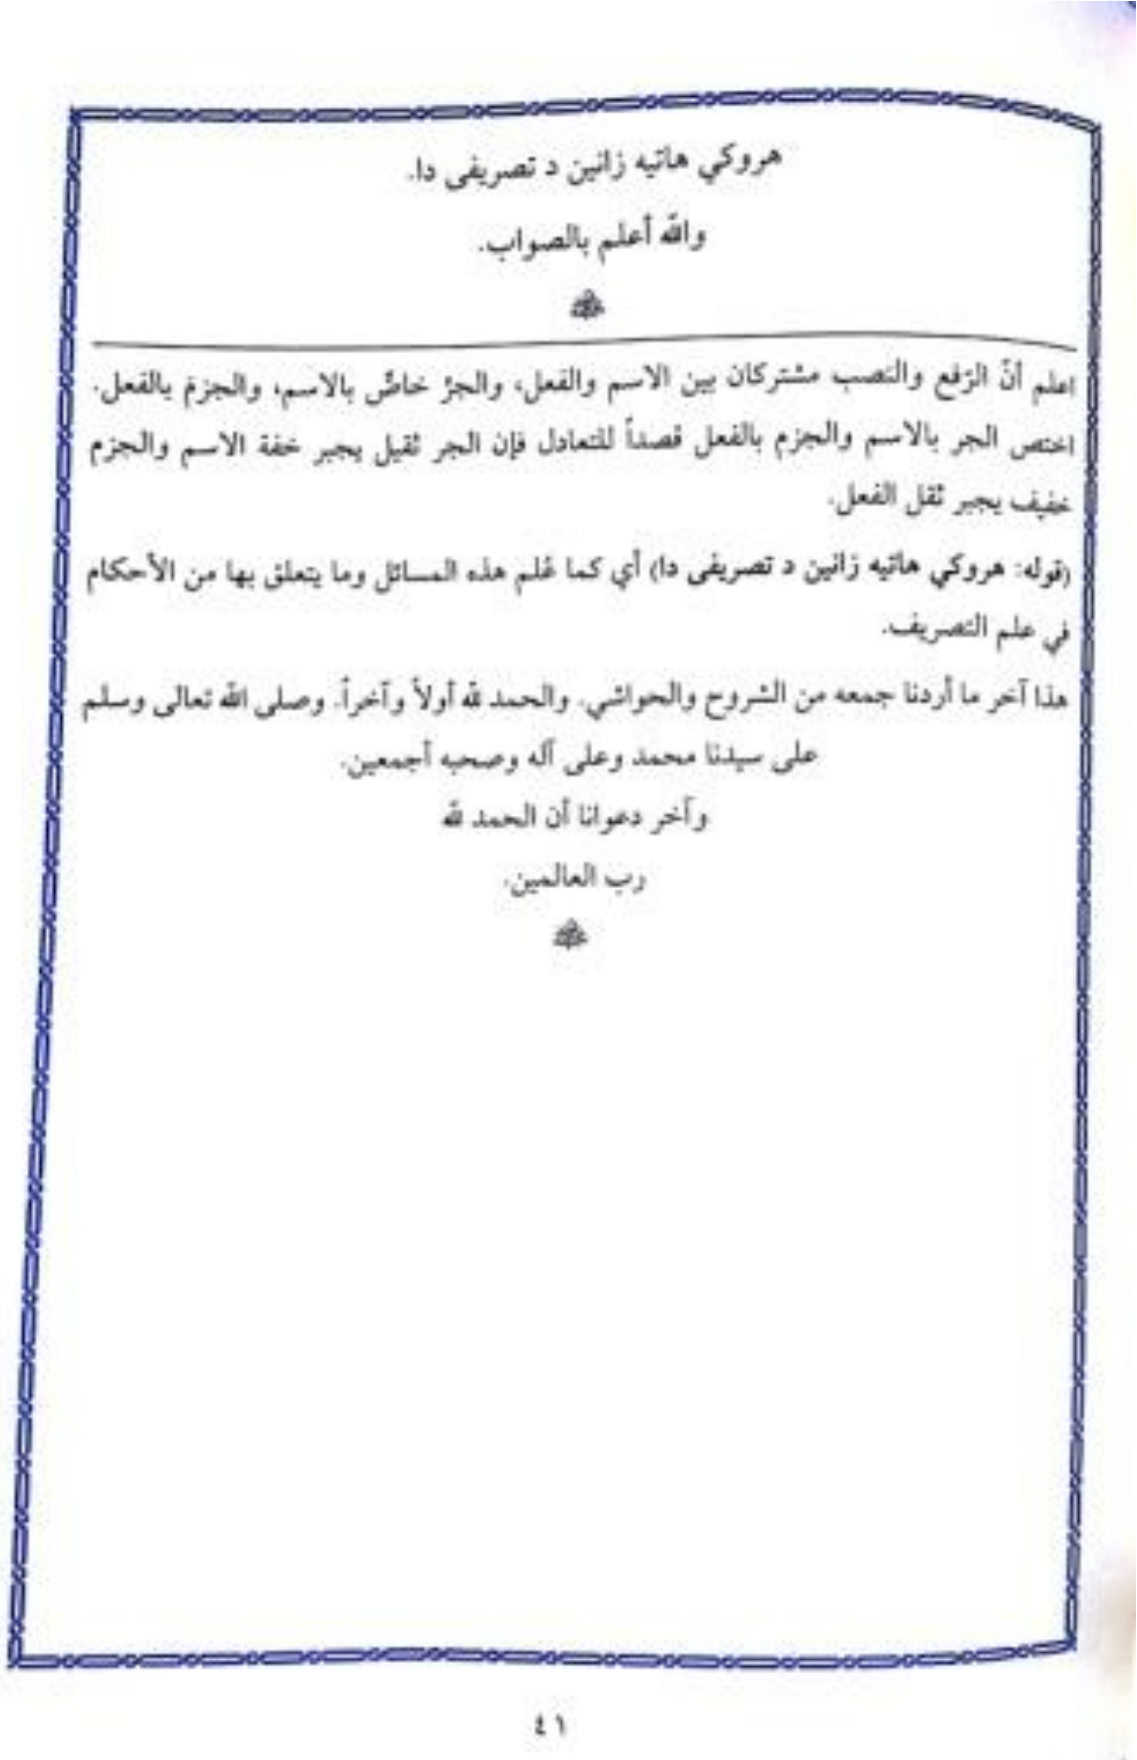 هروكي هاتيه زانين د تصريفى دا.
والله أعلم بالصواب.
اعلم أنّ الرّفع والنّصب مشتركان بين الاسم والفعل، والجرُّ خاصٌّ بالاسم، والجزمَ بالفعل.
اختص الجر بالاسم والجزم بالفعل قصداً للتعادل فإن الجر ثقيل يجبر خفة الاسم والجزم
خفيف يجبر ثقل الفعل.
(قوله: هروكي هاتيه زانين د تصريفى دا) أي كما عُلم هذه المسائل وما يتعلق بها من الأحكام
في علم التصريف.
هذا آخر ما أردنا جمعه من الشروح والحواشي. والحمد لله أولاً وآخراً. وصلى الله تعالى وسلم
على سيدنا محمد وعلى آله وصحبه أجمعين.
وآخر دعوانا أن الحمد لله
رب العالمين.
٤١